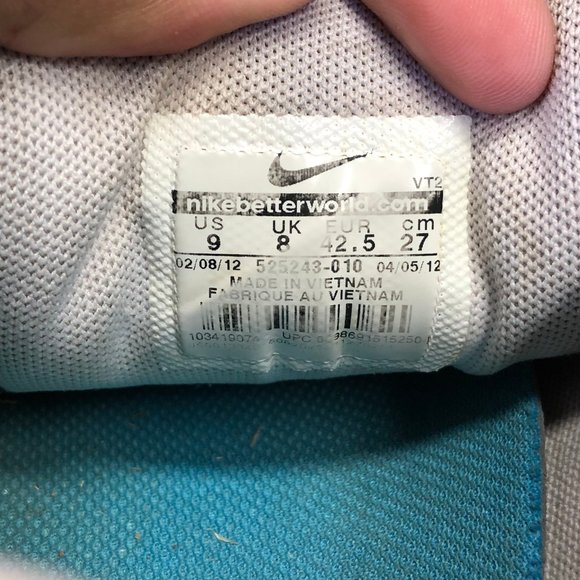 VT2
nikebetterworld.com
US UK EUR cm
9 8 42.5 27
02/08/12 525243-010 04/05/12
MADE IN VIETNAM
FABRIQUE AU VIETNAM
UPC